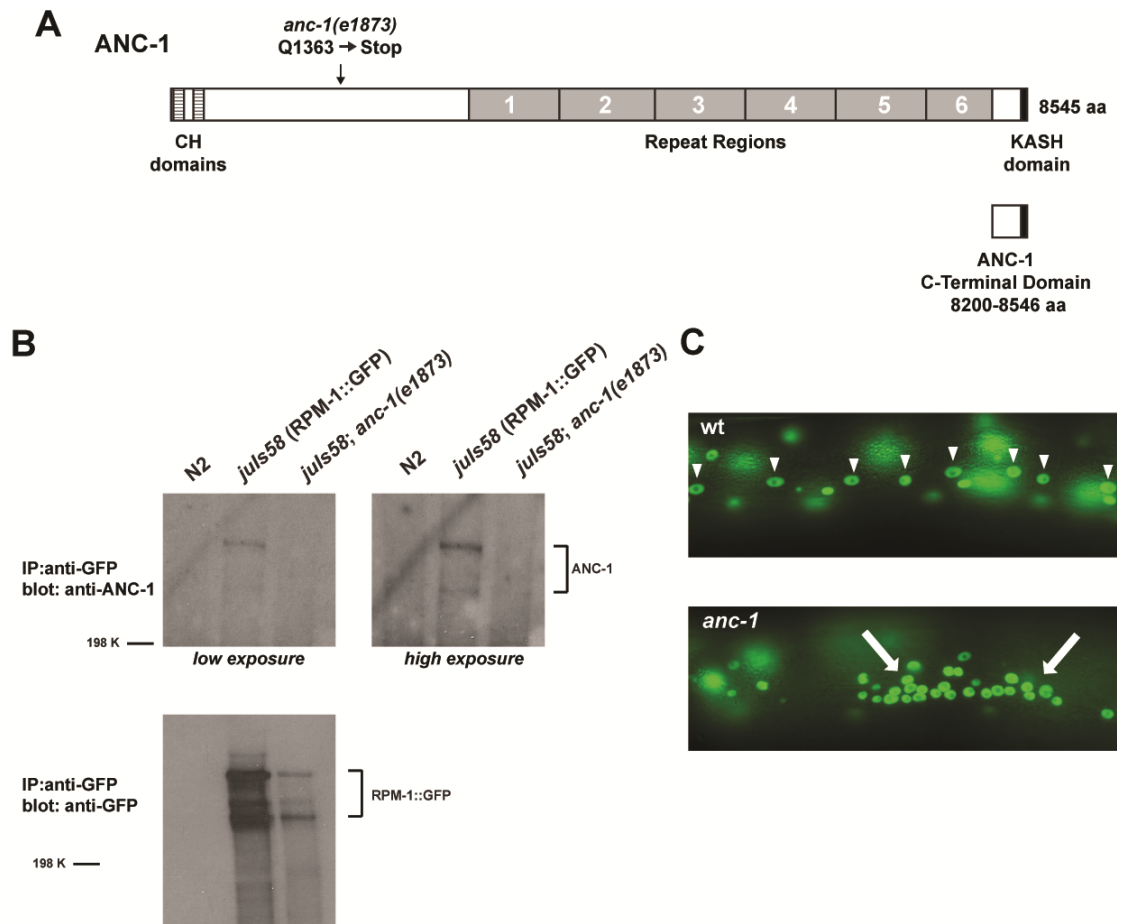 A
ANC-1
anc-1(e1873)
Q1363 → Stop
1 2 3 4 5 6
8545 aa
CH
domains
Repeat Regions
KASH
domain
ANC-1
C-Terminal Domain
8200-8546 aa
B
N2
juIs58 (RPM-1::GFP)
juIs58; anc-1(e1873)
N2
juIs58 (RPM-1::GFP)
juIs58; anc-1(e1873)
IP:anti-GFP
blot: anti-ANC-1
ANC-1
198 K
low exposure
high exposure
IP:anti-GFP
blot: anti-GFP
RPM-1::GFP
198 K
C
wt
anc-1